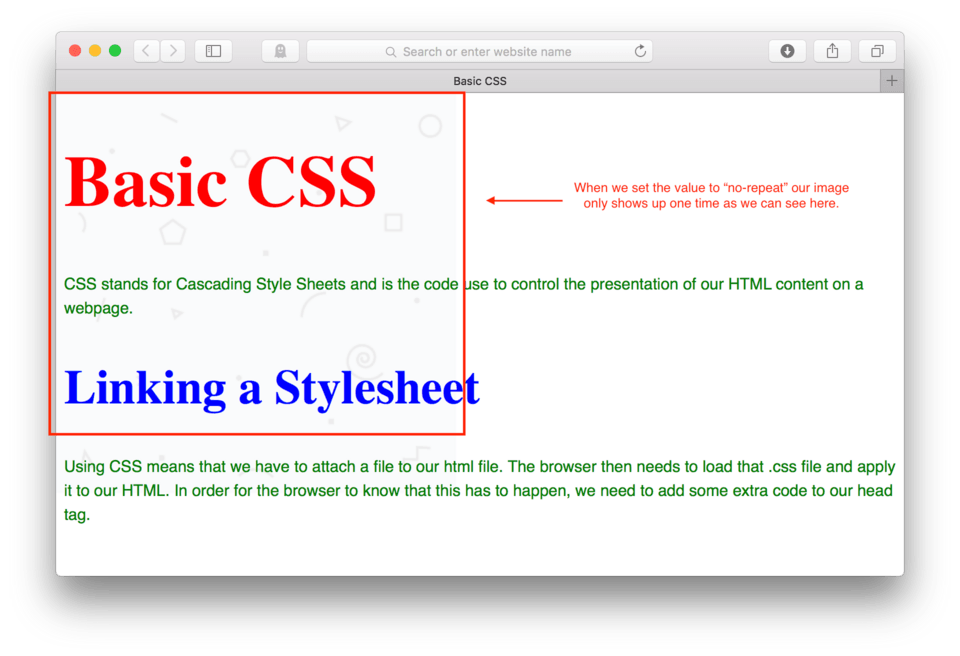 Search or enter website name
Basic CSS
Basic CSS
When we set the value to “no-repeat” our image
only shows up one time as we can see here.
CSS stands for Cascading Style Sheets and is the code use to control the presentation of our HTML content on a
webpage.
Linking a Stylesheet
Using CSS means that we have to attach a file to our html file. The browser then needs to load that .css file and apply
it to our HTML. In order for the browser to know that this has to happen, we need to add some extra code to our head
tag.